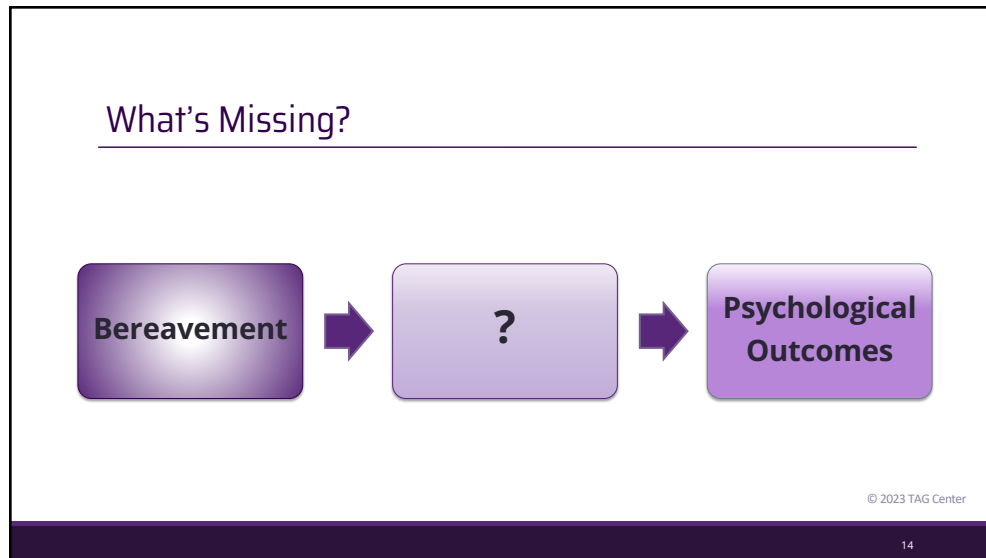 What’s Missing?
Bereavement
?
Psychological
Outcomes
© 2023 TAG Center
14